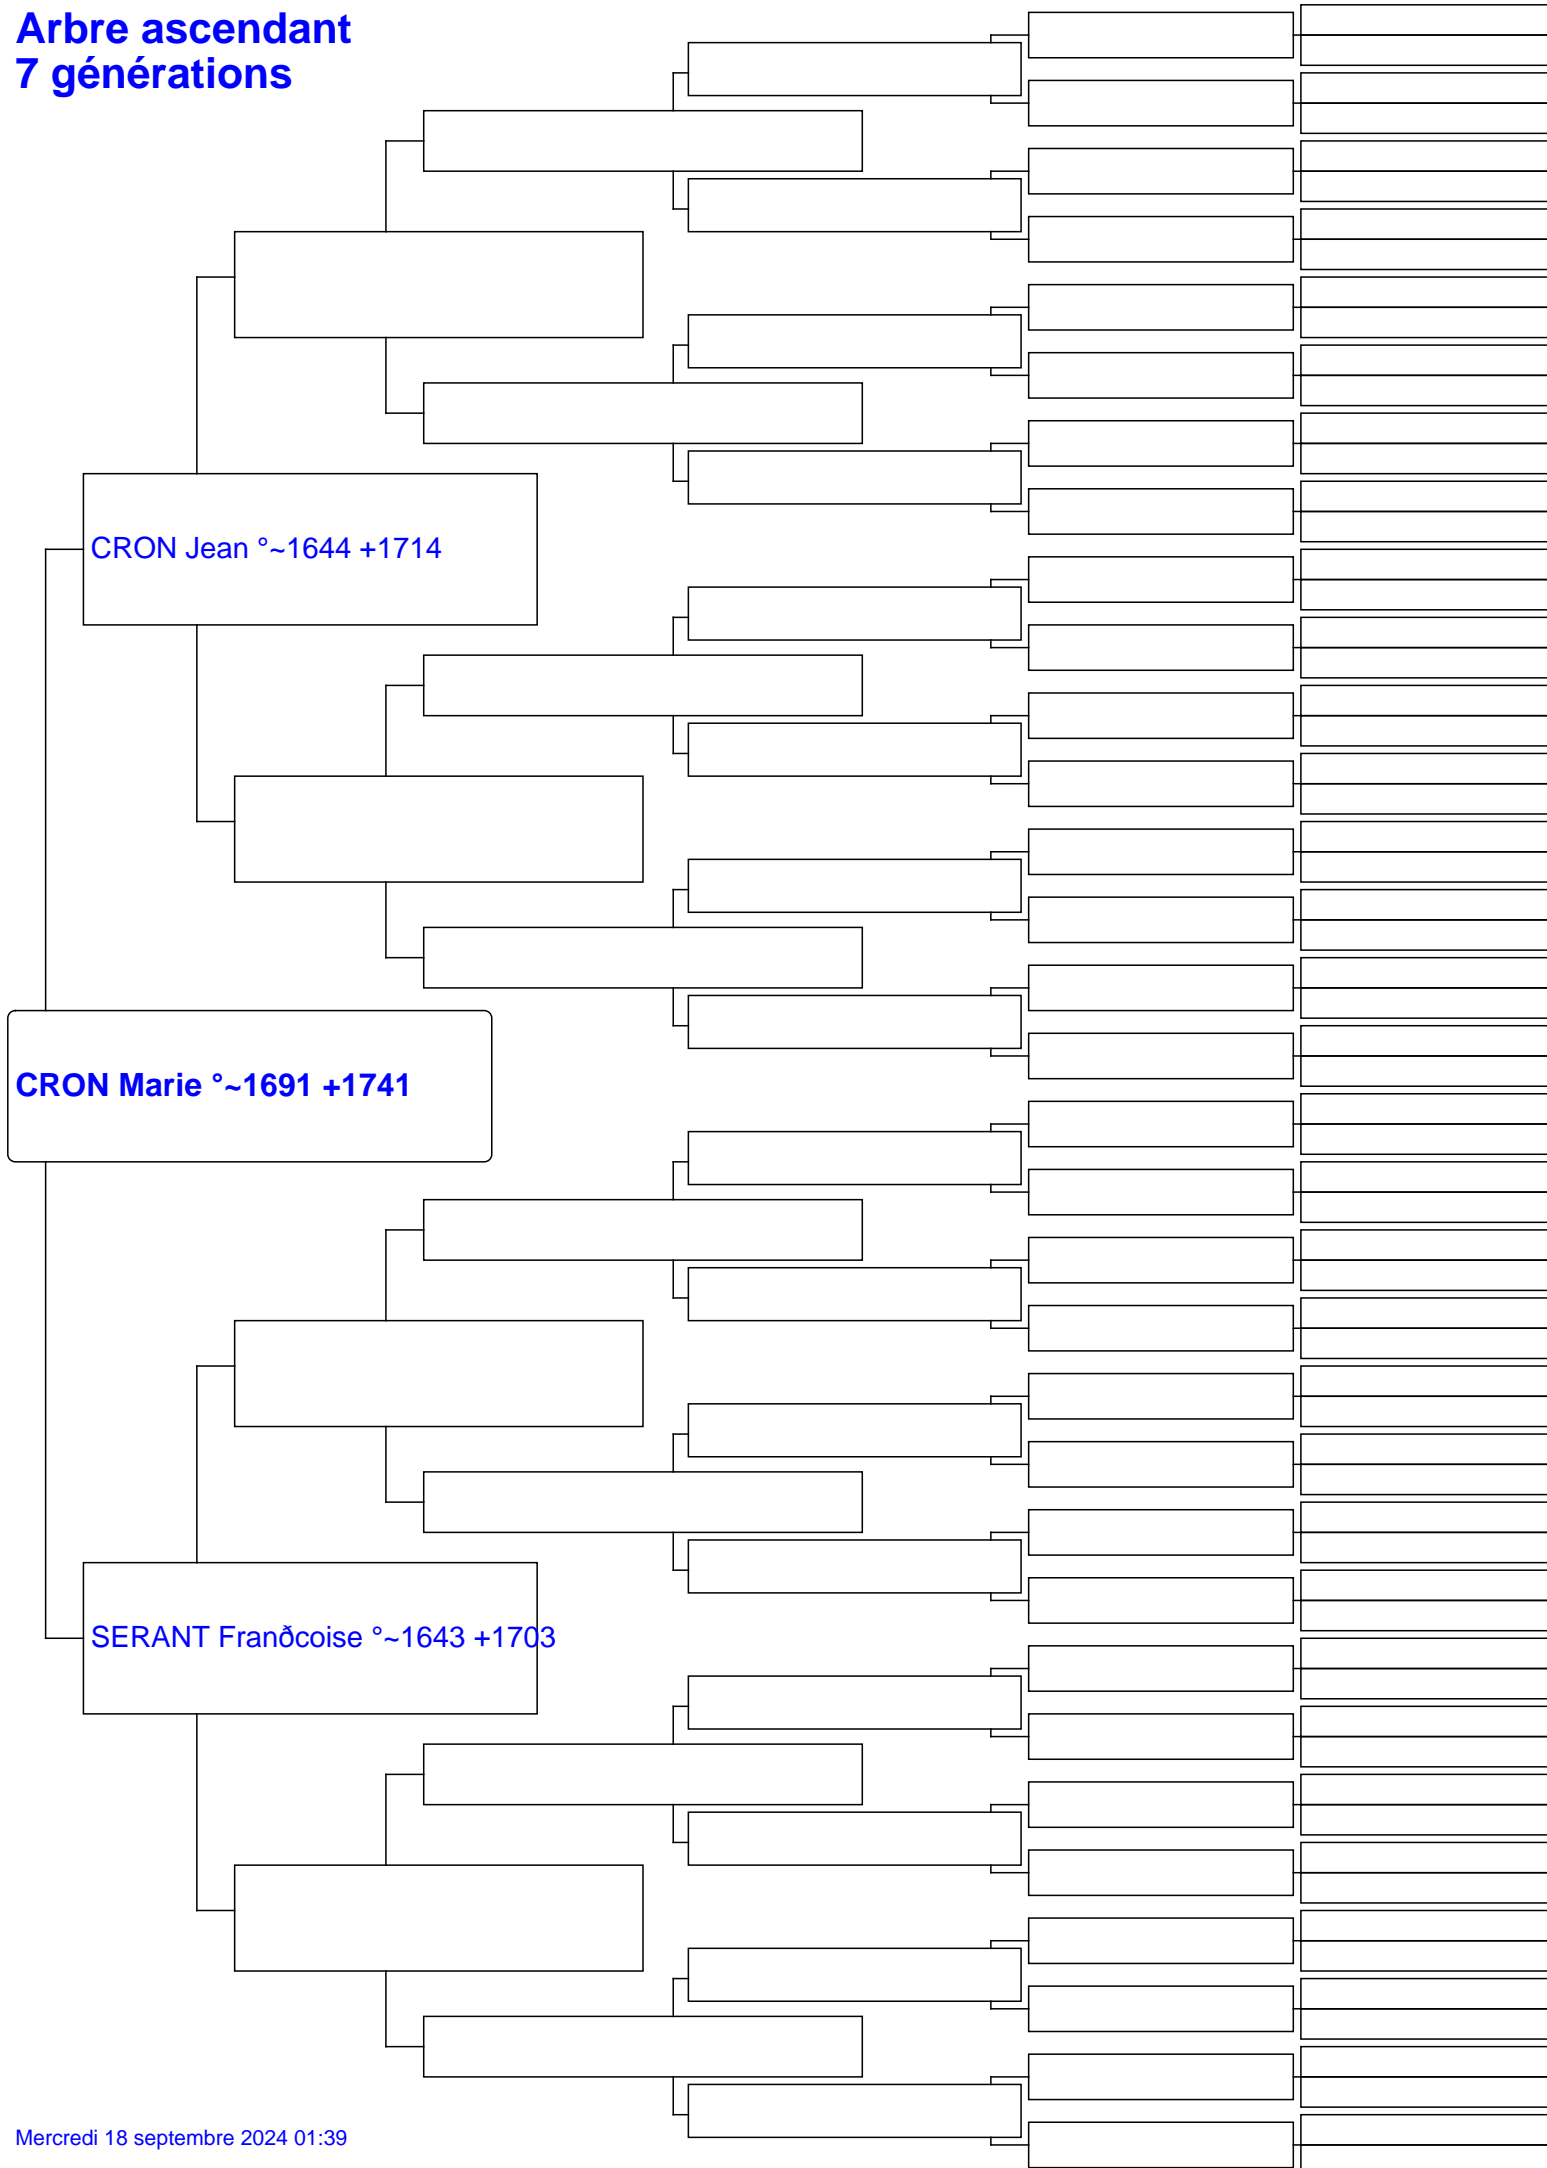 Arbre ascendant
7 générations
CRON Jean °~1644 +1714
CRON Marie °~1691 +1741
SERANT Franðcoise °~1643 +1703
Mercredi 18 septembre 2024 01:39